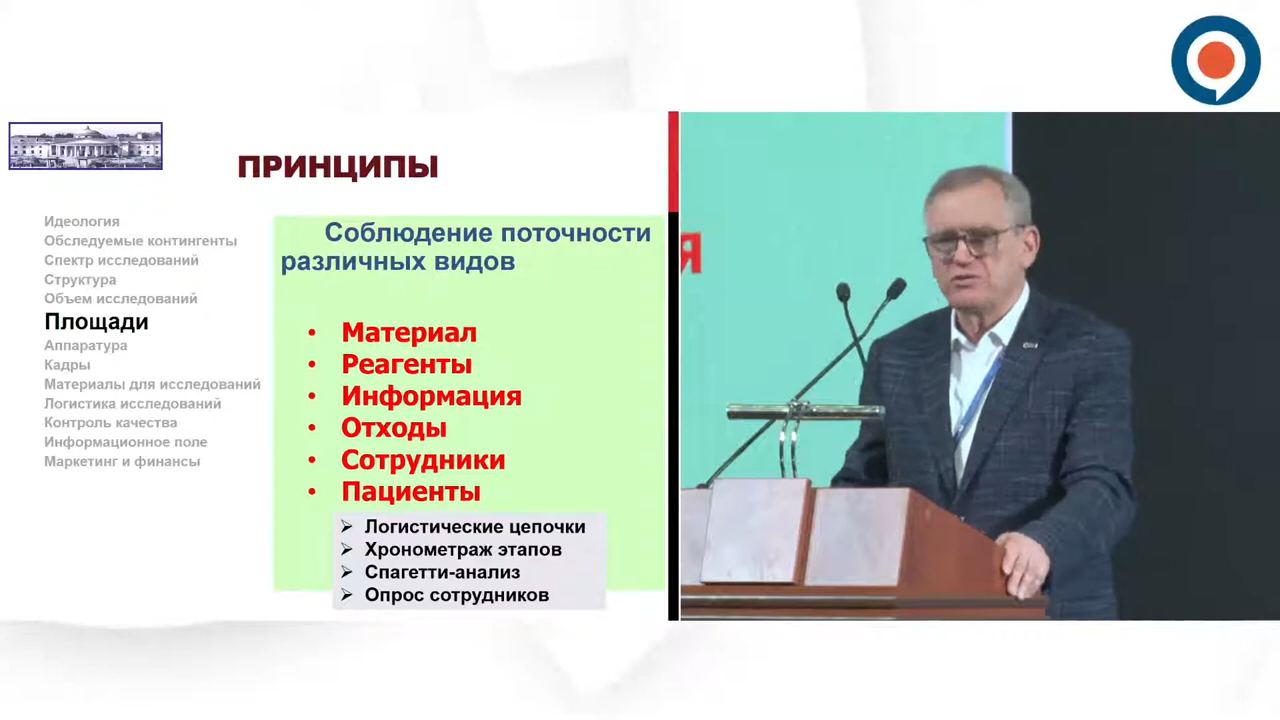 ПРИНЦИПЫ
Идеология
Обследуемые контингенты
Спектр исследований
Структура
Объем исследований
Площади
Аппаратура
Кадры
Материалы для исследований
Логистика исследований
Контроль качества
Информационное поле
Маркетинг и финансы
Соблюдение поточности
различных видов
• Материал
• Реагенты
• Информация
• Отходы
• Сотрудники
• Пациенты
➢ Логистические цепочки
➢ Хронометраж этапов
➢ Спагетти-анализ
➢ Опрос сотрудников
Я